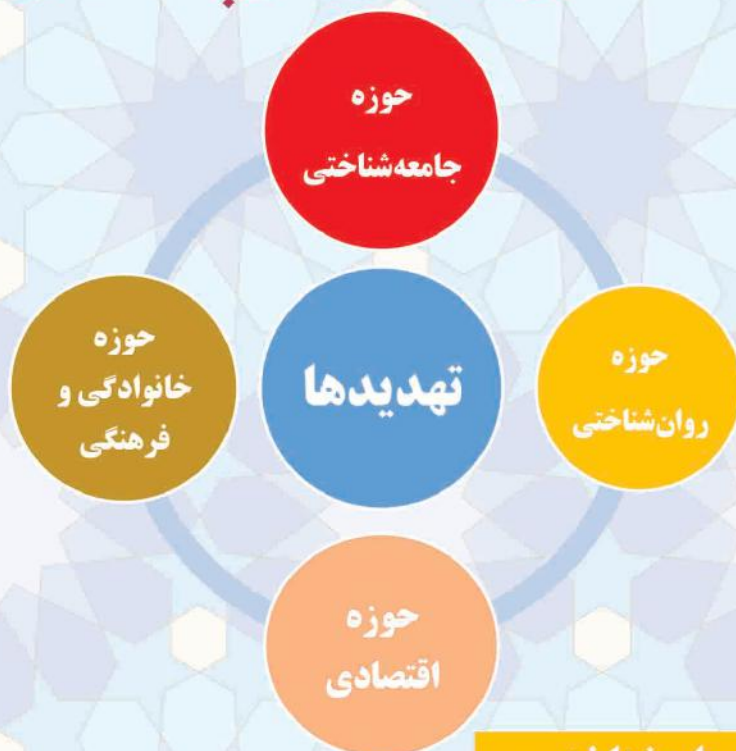 حوزه
جامعه‌شناختی
حوزه
روان‌شناختی
تهدیدها
حوزه
خانوادگی و
فرهنگی
حوزه
اقتصادی